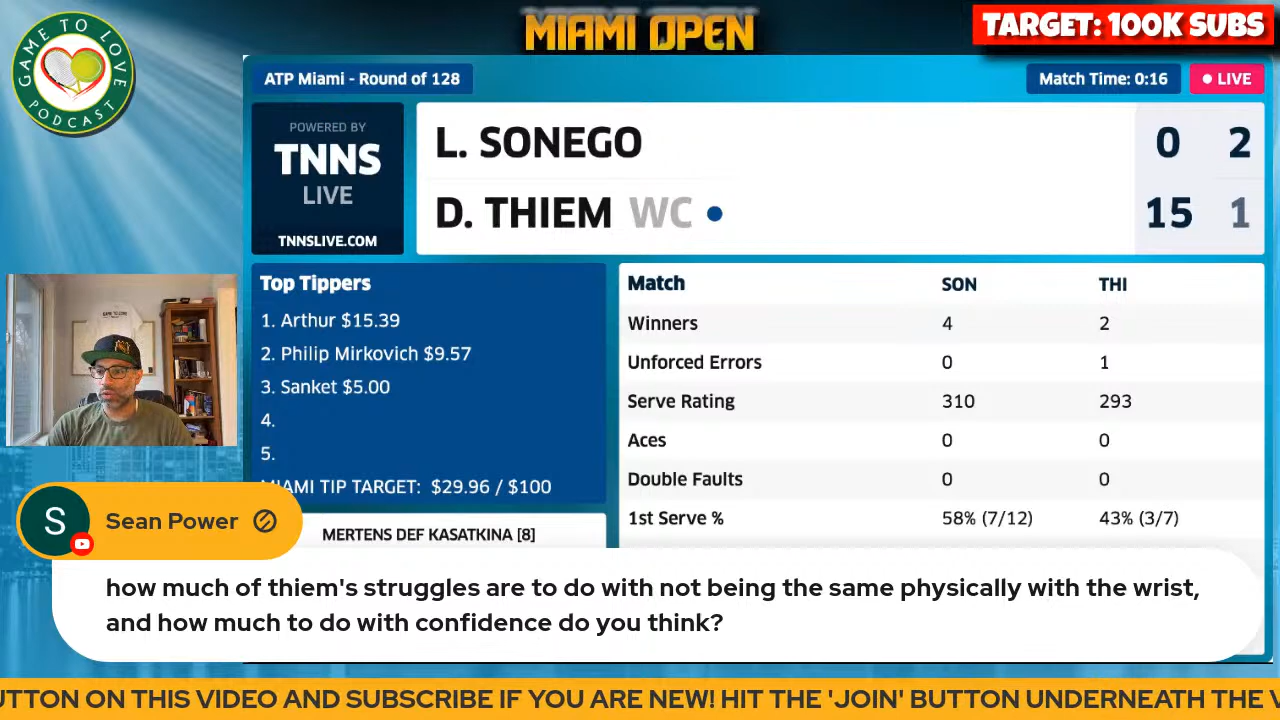 GAME TO LOVE
PODCAST
MIAMI OPEN
TARGET: 100K SUBS
ATP Miami - Round of 128
Match Time: 0:16
LIVE
POWERED BY
TNNS
LIVE
TNNSLIVE.COM
L. SONEGO 0 2
D. THIEM WC 15 1
Top Tippers
1. Arthur $15.39
2. Philip Mirkovich $9.57
3. Sanket $5.00
4.
5.
MIAMI TIP TARGET: $29.96 / $100
MERTENS DEF KASATKINA [8]
Match SON THI
Winners 4 2
Unforced Errors 0 1
Serve Rating 310 293
Aces 0 0
Double Faults 0 0
1st Serve % 58% (7/12) 43% (3/7)
S
Sean Power
how much of thiem's struggles are to do with not being the same physically with the wrist,
and how much to do with confidence do you think?
UTTON ON THIS VIDEO AND SUBSCRIBE IF YOU ARE NEW! HIT THE 'JOIN' BUTTON UNDERNEATH THE V